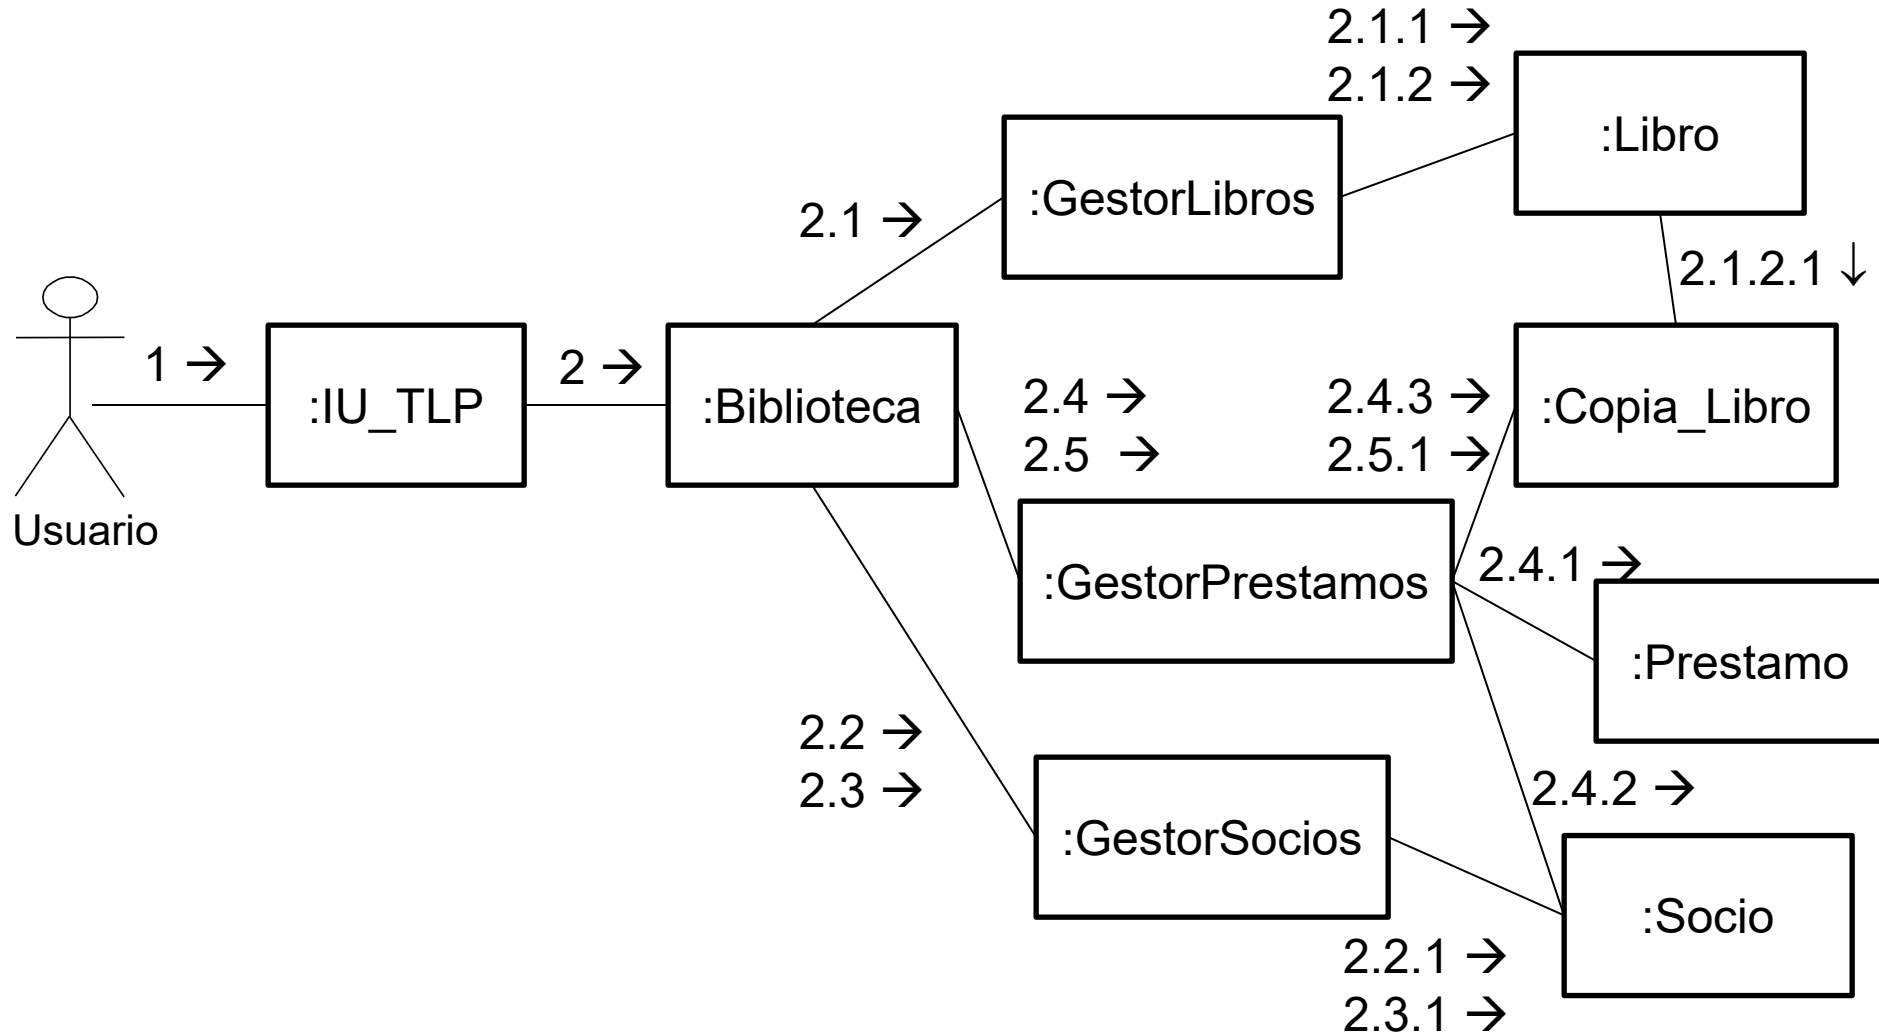 2.1.1 →
2.1.2 →
:Libro
:GestorLibros
2.1 →
2.1.2.1 ↓
1 →
:IU_TLP
2 →
:Biblioteca
2.4 →
2.5 →
2.4.3 →
2.5.1 →
:Copia_Libro
Usuario
:GestorPrestamos
2.4.1 →
:Prestamo
2.2 →
2.3 →
:GestorSocios
2.4.2 →
:Socio
2.2.1 →
2.3.1 →